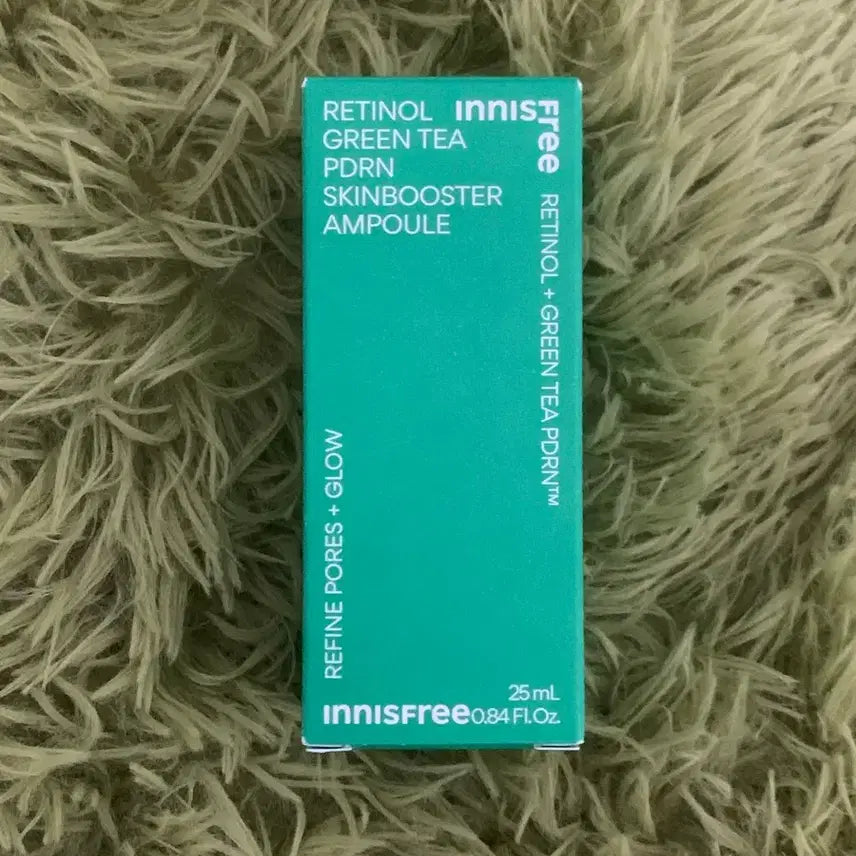 RETINOL
GREEN TEA
PDRN
SKINBOOSTER
AMPOULE
INNISFree
RETINOL + GREEN TEA PDRN™
REFINE PORES + GLOW
25 mL
INNISFree 0.84 Fl.Oz.